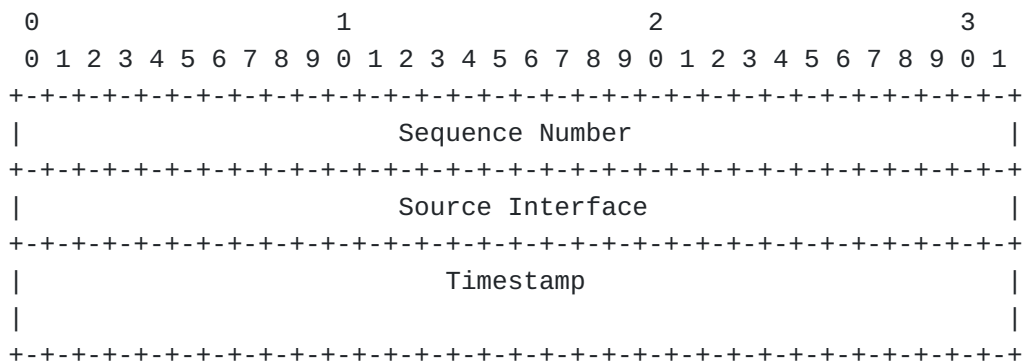 0                   1                   2                   3
 0 1 2 3 4 5 6 7 8 9 0 1 2 3 4 5 6 7 8 9 0 1 2 3 4 5 6 7 8 9 0 1
+-+-+-+-+-+-+-+-+-+-+-+-+-+-+-+-+-+-+-+-+-+-+-+-+-+-+-+-+-+-+-+-+
|                        Sequence Number                        |
+-+-+-+-+-+-+-+-+-+-+-+-+-+-+-+-+-+-+-+-+-+-+-+-+-+-+-+-+-+-+-+-+
|                        Source Interface                       |
+-+-+-+-+-+-+-+-+-+-+-+-+-+-+-+-+-+-+-+-+-+-+-+-+-+-+-+-+-+-+-+-+
|                           Timestamp                           |
|                                                               |
+-+-+-+-+-+-+-+-+-+-+-+-+-+-+-+-+-+-+-+-+-+-+-+-+-+-+-+-+-+-+-+-+